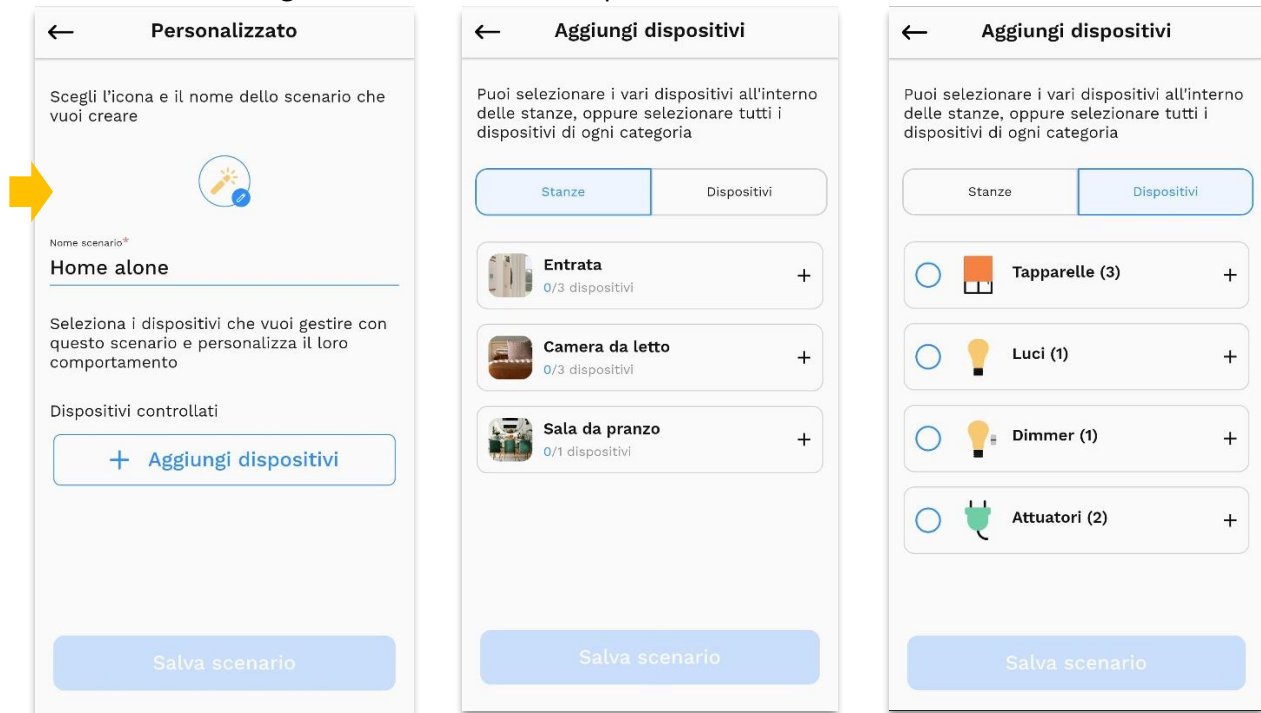 Personalizzato
Scegli l'icona e il nome dello scenario che
vuoi creare
Nome scenario*
Home alone
Seleziona i dispositivi che vuoi gestire con
questo scenario e personalizza il loro
comportamento
Dispositivi controllati
+ Aggiungi dispositivi
Salva scenario
Aggiungi dispositivi
Puoi selezionare i vari dispositivi all'interno
delle stanze, oppure selezionare tutti i
dispositivi di ogni categoria
Stanze Dispositivi
Entrata
0/3 dispositivi
+
Camera da letto
0/3 dispositivi
+
Sala da pranzo
0/1 dispositivi
+
Salva scenario
Aggiungi dispositivi
Puoi selezionare i vari dispositivi all'interno
delle stanze, oppure selezionare tutti i
dispositivi di ogni categoria
Stanze Dispositivi
Tapparelle (3) +
Luci (1) +
Dimmer (1) +
Attuatori (2) +
Salva scenario